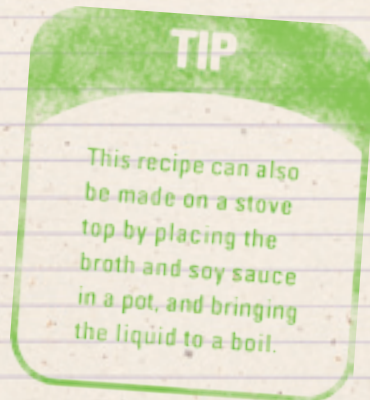 TIP
This recipe can also
be made on a stove
top by placing the
broth and soy sauce
in a pot, and bringing
the liquid to a boil.